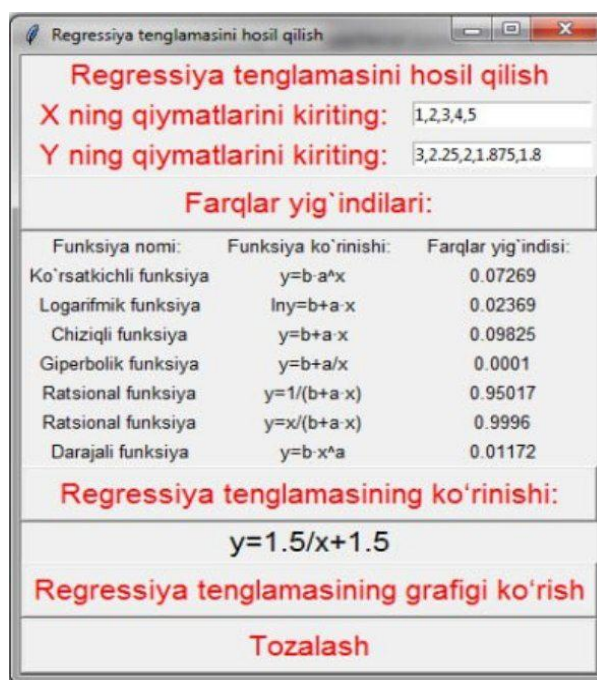 Regressiya tenglamasini hosil qilish
Regressiya tenglamasini hosil qilish
X ning qiymatlarini kiriting: 1,2,3,4,5
Y ning qiymatlarini kiriting: 3,2.25,2,1.875,1.8
Farqlar yig`indilari:
Funksiya nomi: Funksiya ko`rinishi: Farqlar yig`indisi:
Ko`rsatkichli funksiya y=b·a^x 0.07269
Logarifmik funksiya lny=b+a·x 0.02369
Chiziqli funksiya y=b+a·x 0.09825
Giperbolik funksiya y=b+a/x 0.0001
Ratsional funksiya y=1/(b+a·x) 0.95017
Ratsional funksiya y=x/(b+a·x) 0.9996
Darajali funksiya y=b·x^a 0.01172
Regressiya tenglamasining ko‘rinishi:
y=1.5/x+1.5
Regressiya tenglamasining grafigi ko‘rish
Tozalash